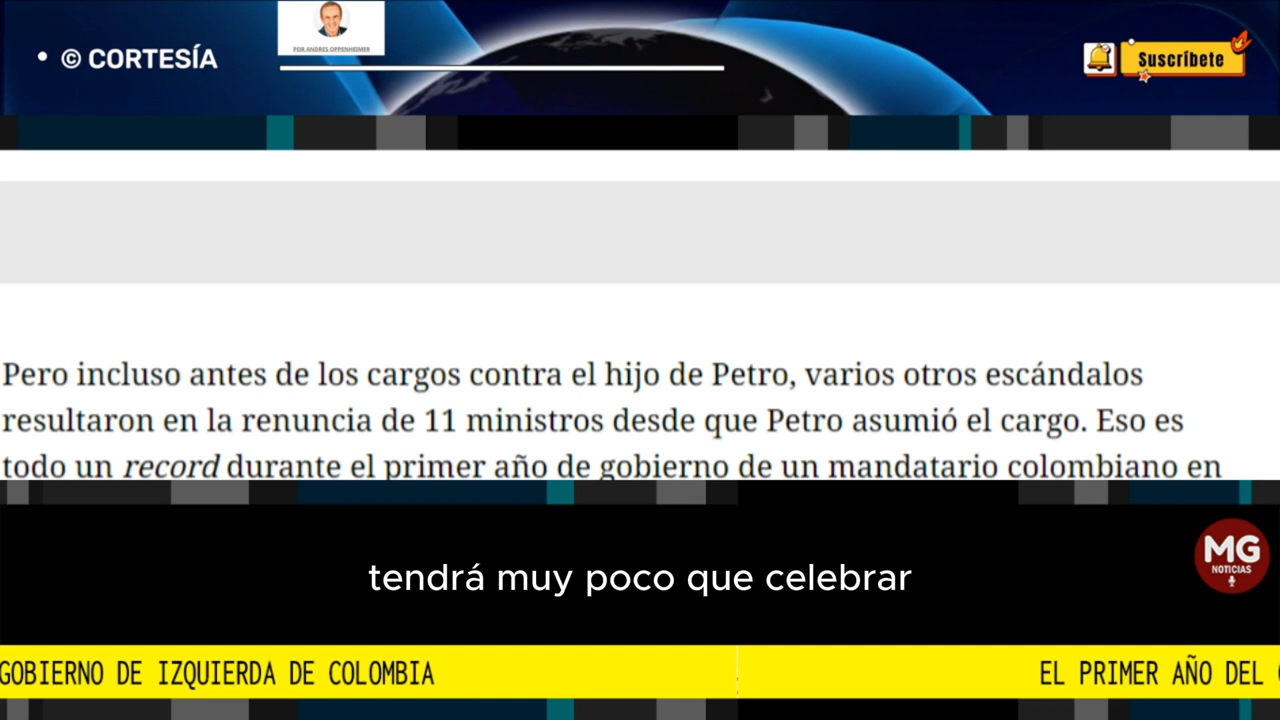 • © CORTESÍA
POR ANDRES OPPENHEIMER
Suscríbete
Pero incluso antes de los cargos contra el hijo de Petro, varios otros escándalos
resultaron en la renuncia de 11 ministros desde que Petro asumió el cargo. Eso es
todo un record durante el primer año de gobierno de un mandatario colombiano en
MG
NOTICIAS
tendrá muy poco que celebrar
GOBIERNO DE IZQUIERDA DE COLOMBIA
EL PRIMER AÑO DEL